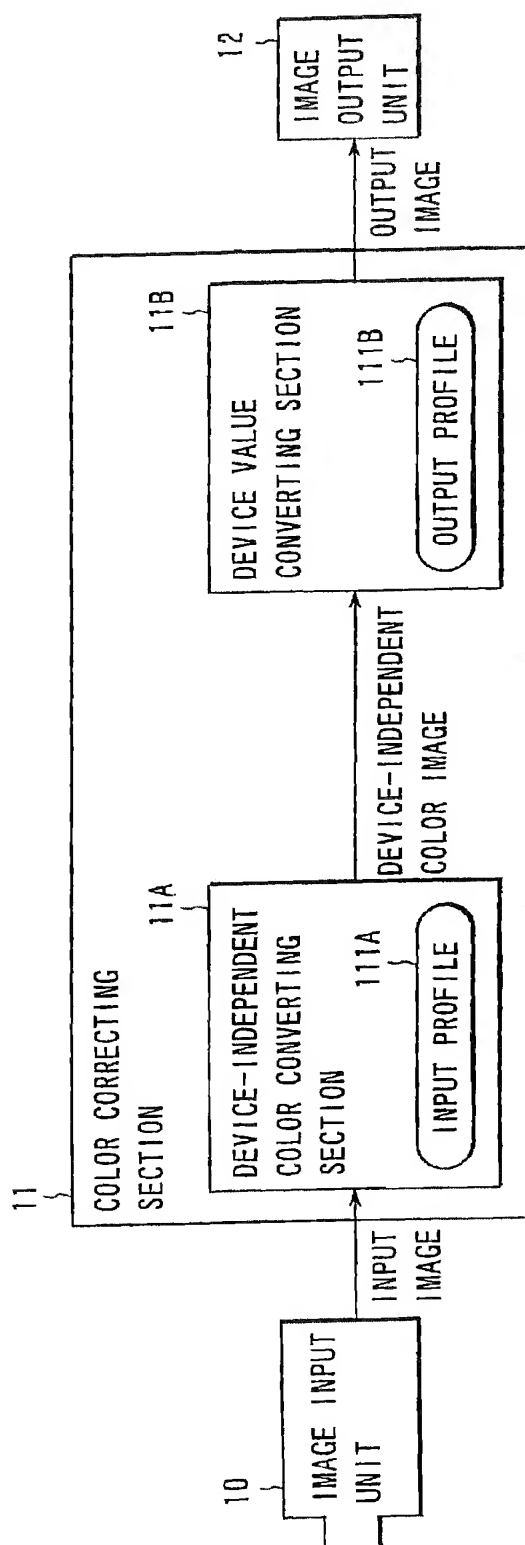 10
IMAGE INPUT
UNIT
INPUT
IMAGE
11
COLOR CORRECTING
SECTION
11A
DEVICE-INDEPENDENT
COLOR CONVERTING
SECTION
111A
INPUT PROFILE
DEVICE-INDEPENDENT
COLOR IMAGE
11B
DEVICE VALUE
CONVERTING SECTION
111B
OUTPUT PROFILE
OUTPUT
IMAGE
12
IMAGE
OUTPUT
UNIT